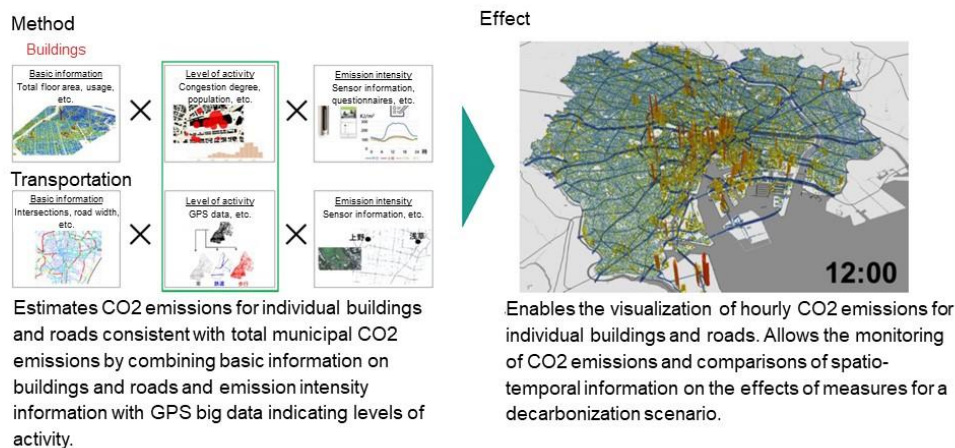 Method
Buildings
Basic information
Total floor area, usage,
etc.
×
Level of activity
Congestion degree,
population, etc.
×
Emission intensity
Sensor information,
questionnaires, etc.
Transportation
Basic information
Intersections, road width,
etc.
×
Level of activity
GPS data, etc.
鉄道
歩行
×
Emission intensity
Sensor information, etc.
上野
浅草
Estimates CO2 emissions for individual buildings
and roads consistent with total municipal CO2
emissions by combining basic information on
buildings and roads and emission intensity
information with GPS big data indicating levels of
activity.
Effect
12:00
Enables the visualization of hourly CO2 emissions for
individual buildings and roads. Allows the monitoring
of CO2 emissions and comparisons of spatio-
temporal information on the effects of measures for a
decarbonization scenario.